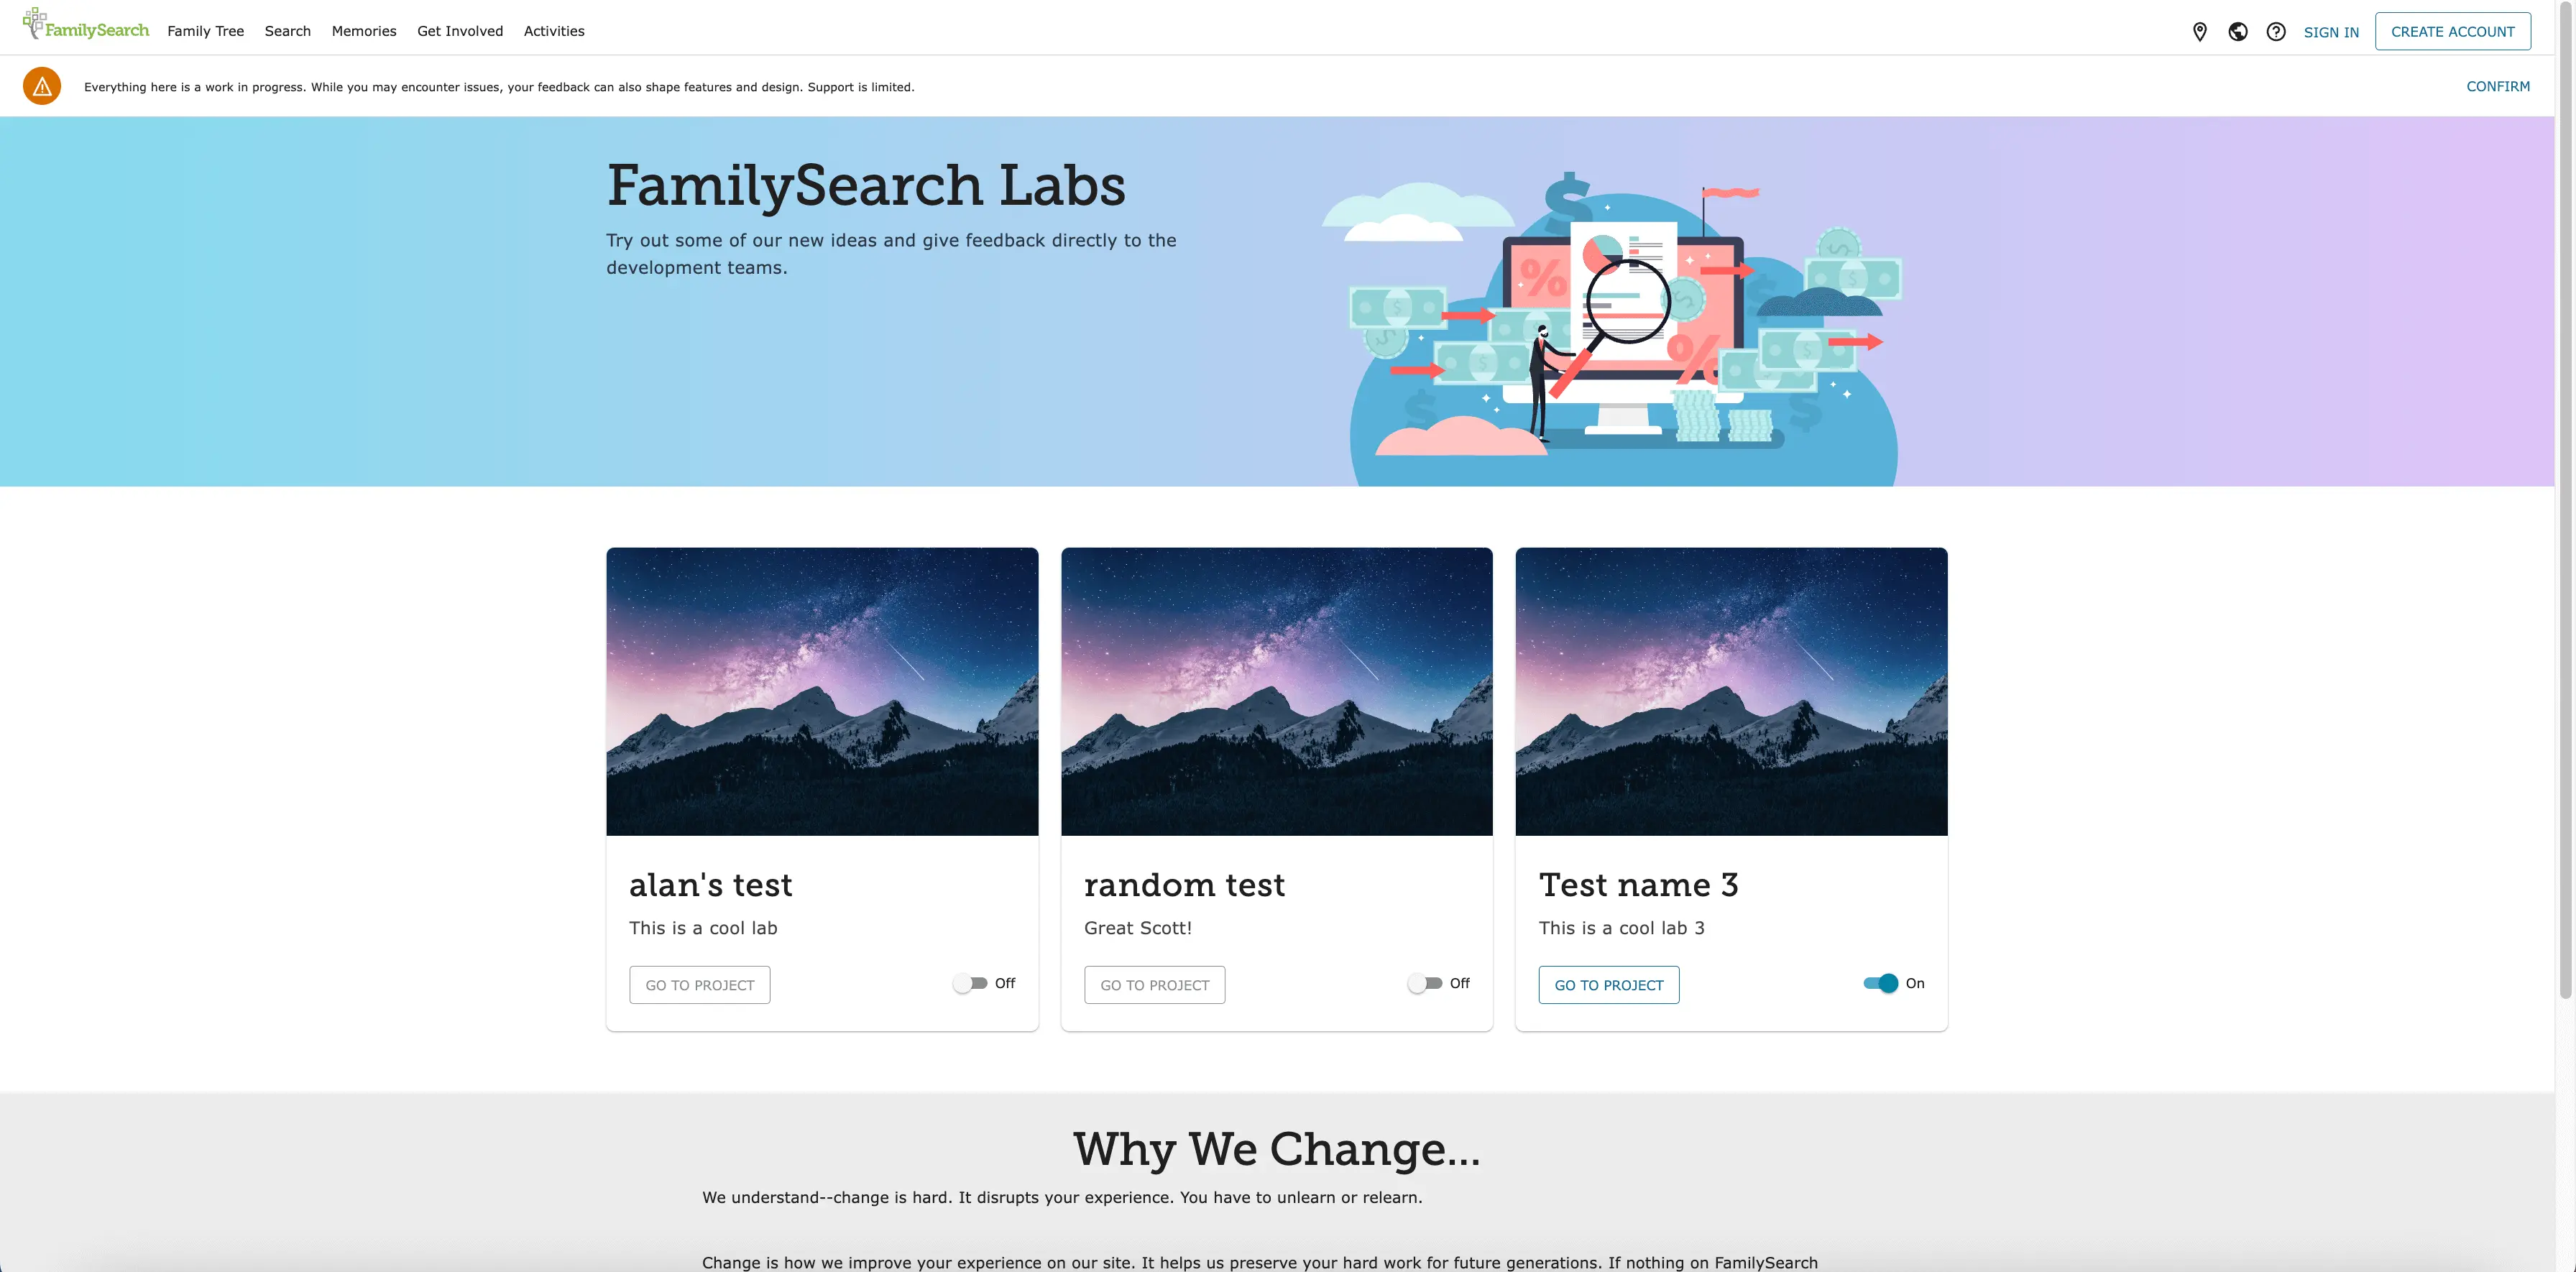 FamilySearch
Family Tree Search Memories Get Involved Activities
SIGN IN
CREATE ACCOUNT
Everything here is a work in progress. While you may encounter issues, your feedback can also shape features and design. Support is limited.
CONFIRM
FamilySearch Labs
Try out some of our new ideas and give feedback directly to the
development teams.
alan's test
This is a cool lab
GO TO PROJECT
Off
random test
Great Scott!
GO TO PROJECT
Off
Test name 3
This is a cool lab 3
GO TO PROJECT
On
Why We Change...
We understand--change is hard. It disrupts your experience. You have to unlearn or relearn.
Change is how we improve your experience on our site. It helps us preserve your hard work for future generations. If nothing on FamilySearch